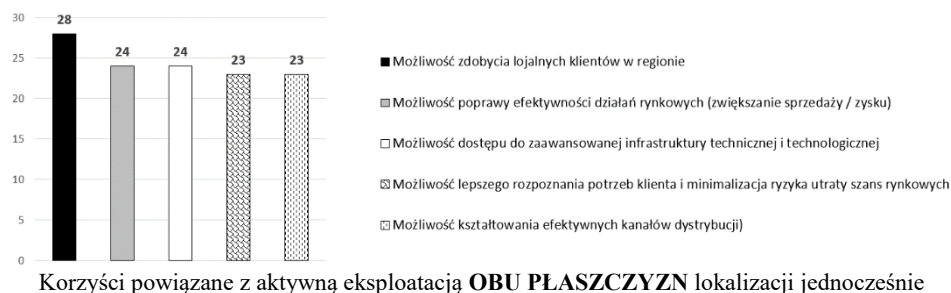 30
25
20
15
10
5
0
28
24
24
23
23
Możliwość zdobycia lojalnych klientów w regionie
Możliwość poprawy efektywności działań rynkowych (zwiększanie sprzedaży / zysku)
Możliwość dostępu do zaawansowanej infrastruktury technicznej i technologicznej
Możliwość lepszego rozpoznania potrzeb klienta i minimalizacja ryzyka utraty szans rynkowych
Możliwość kształtowania efektywnych kanałów dystrybucji)
Korzyści powiązane z aktywną eksploatacją OBU PŁASZCZYZN lokalizacji jednocześnie